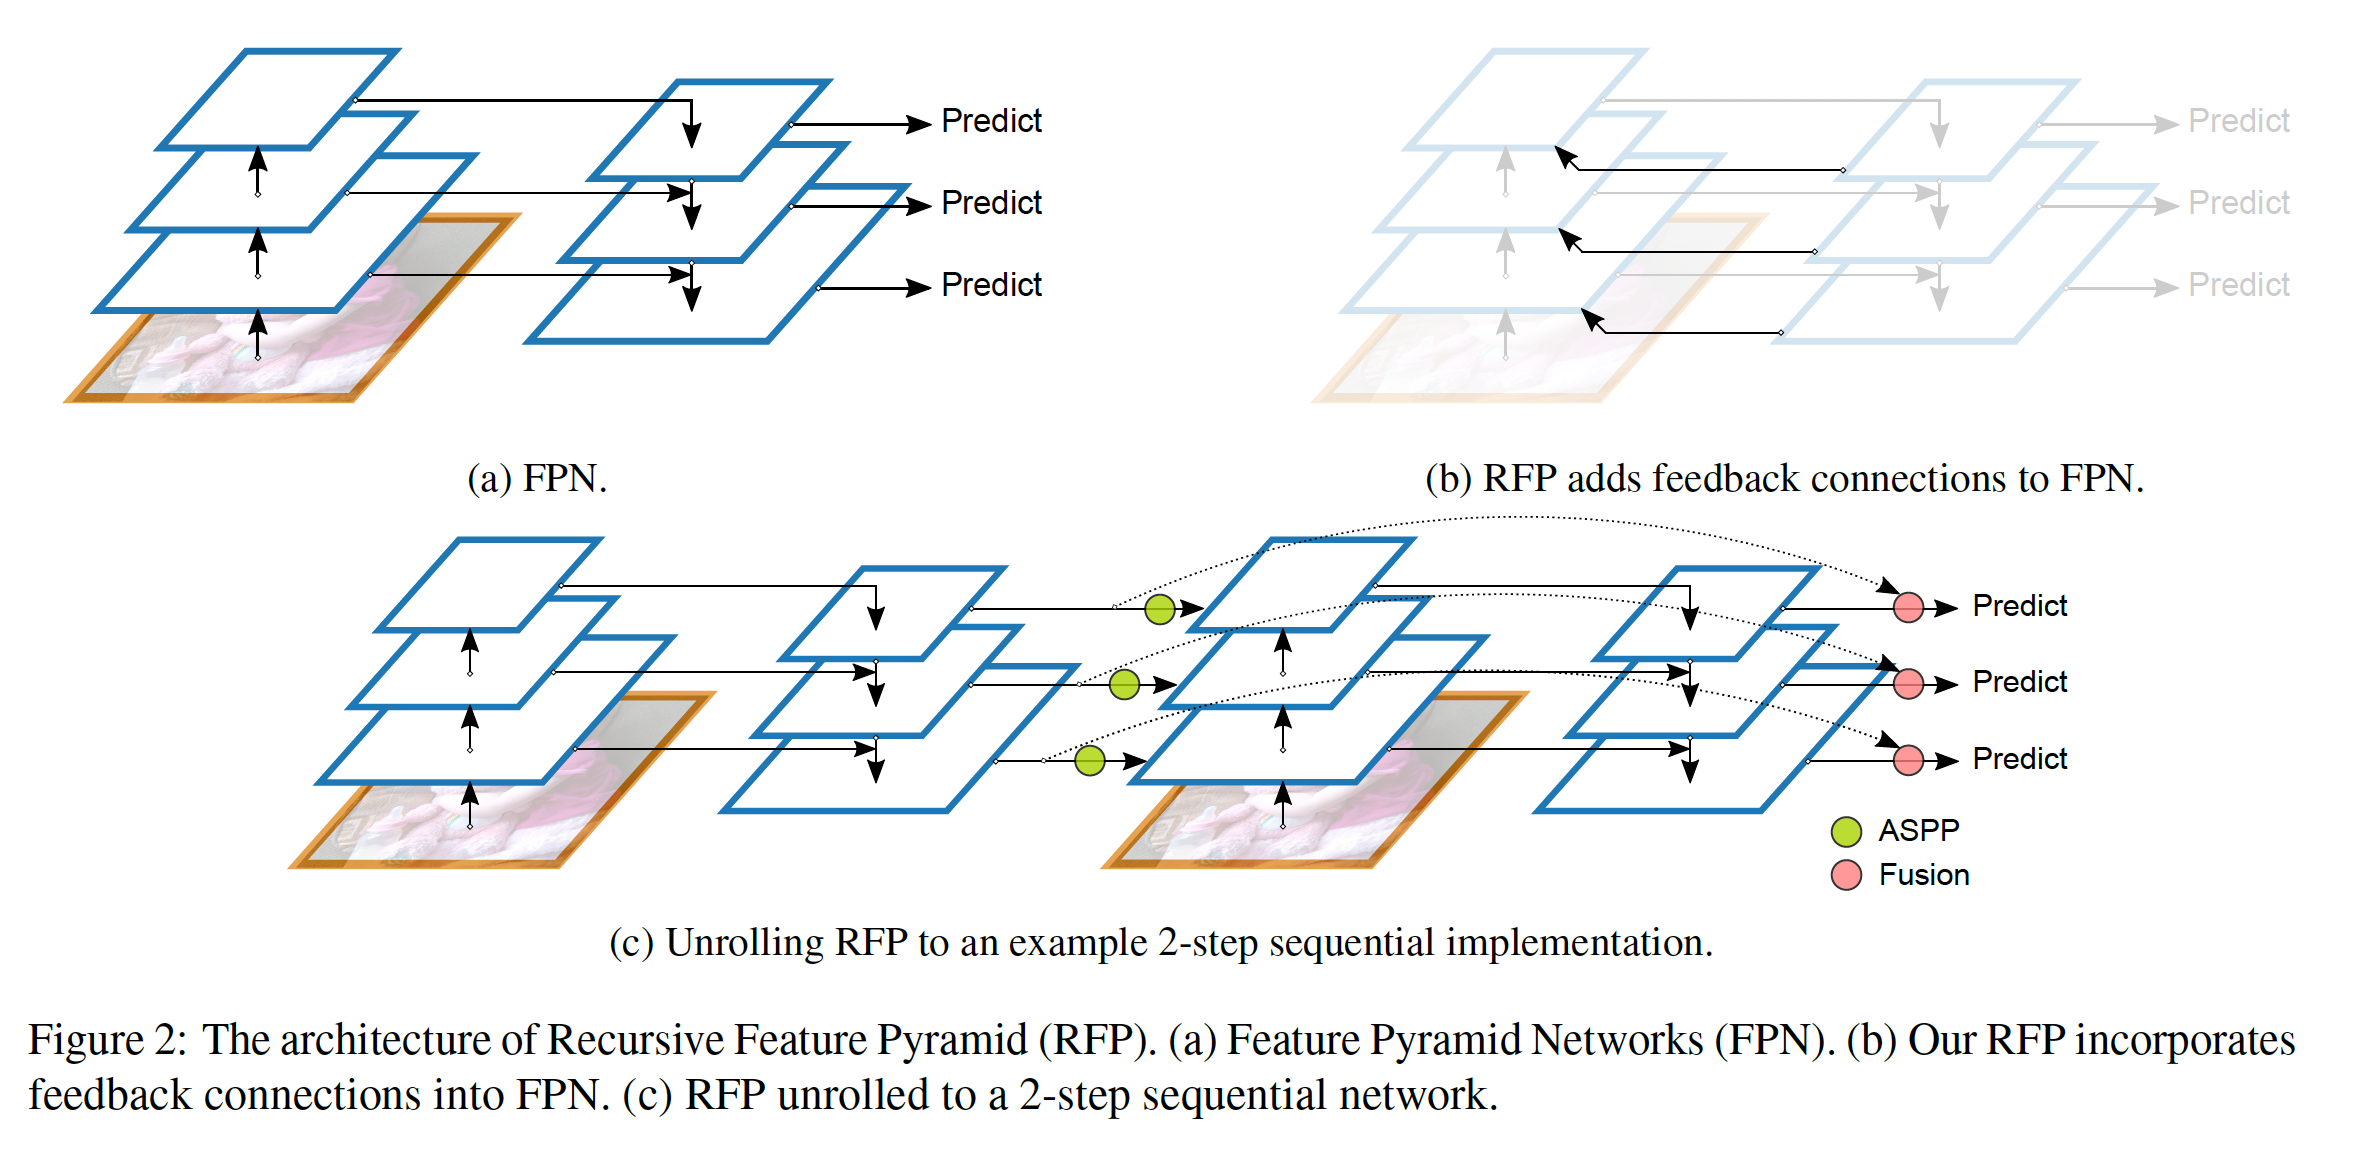 Predict
Predict
Predict
Predict
Predict
Predict
(a) FPN.
(b) RFP adds feedback connections to FPN.
Predict
Predict
Predict
ASPP
Fusion
(c) Unrolling RFP to an example 2-step sequential implementation.
Figure 2: The architecture of Recursive Feature Pyramid (RFP). (a) Feature Pyramid Networks (FPN). (b) Our RFP incorporates
feedback connections into FPN. (c) RFP unrolled to a 2-step sequential network.